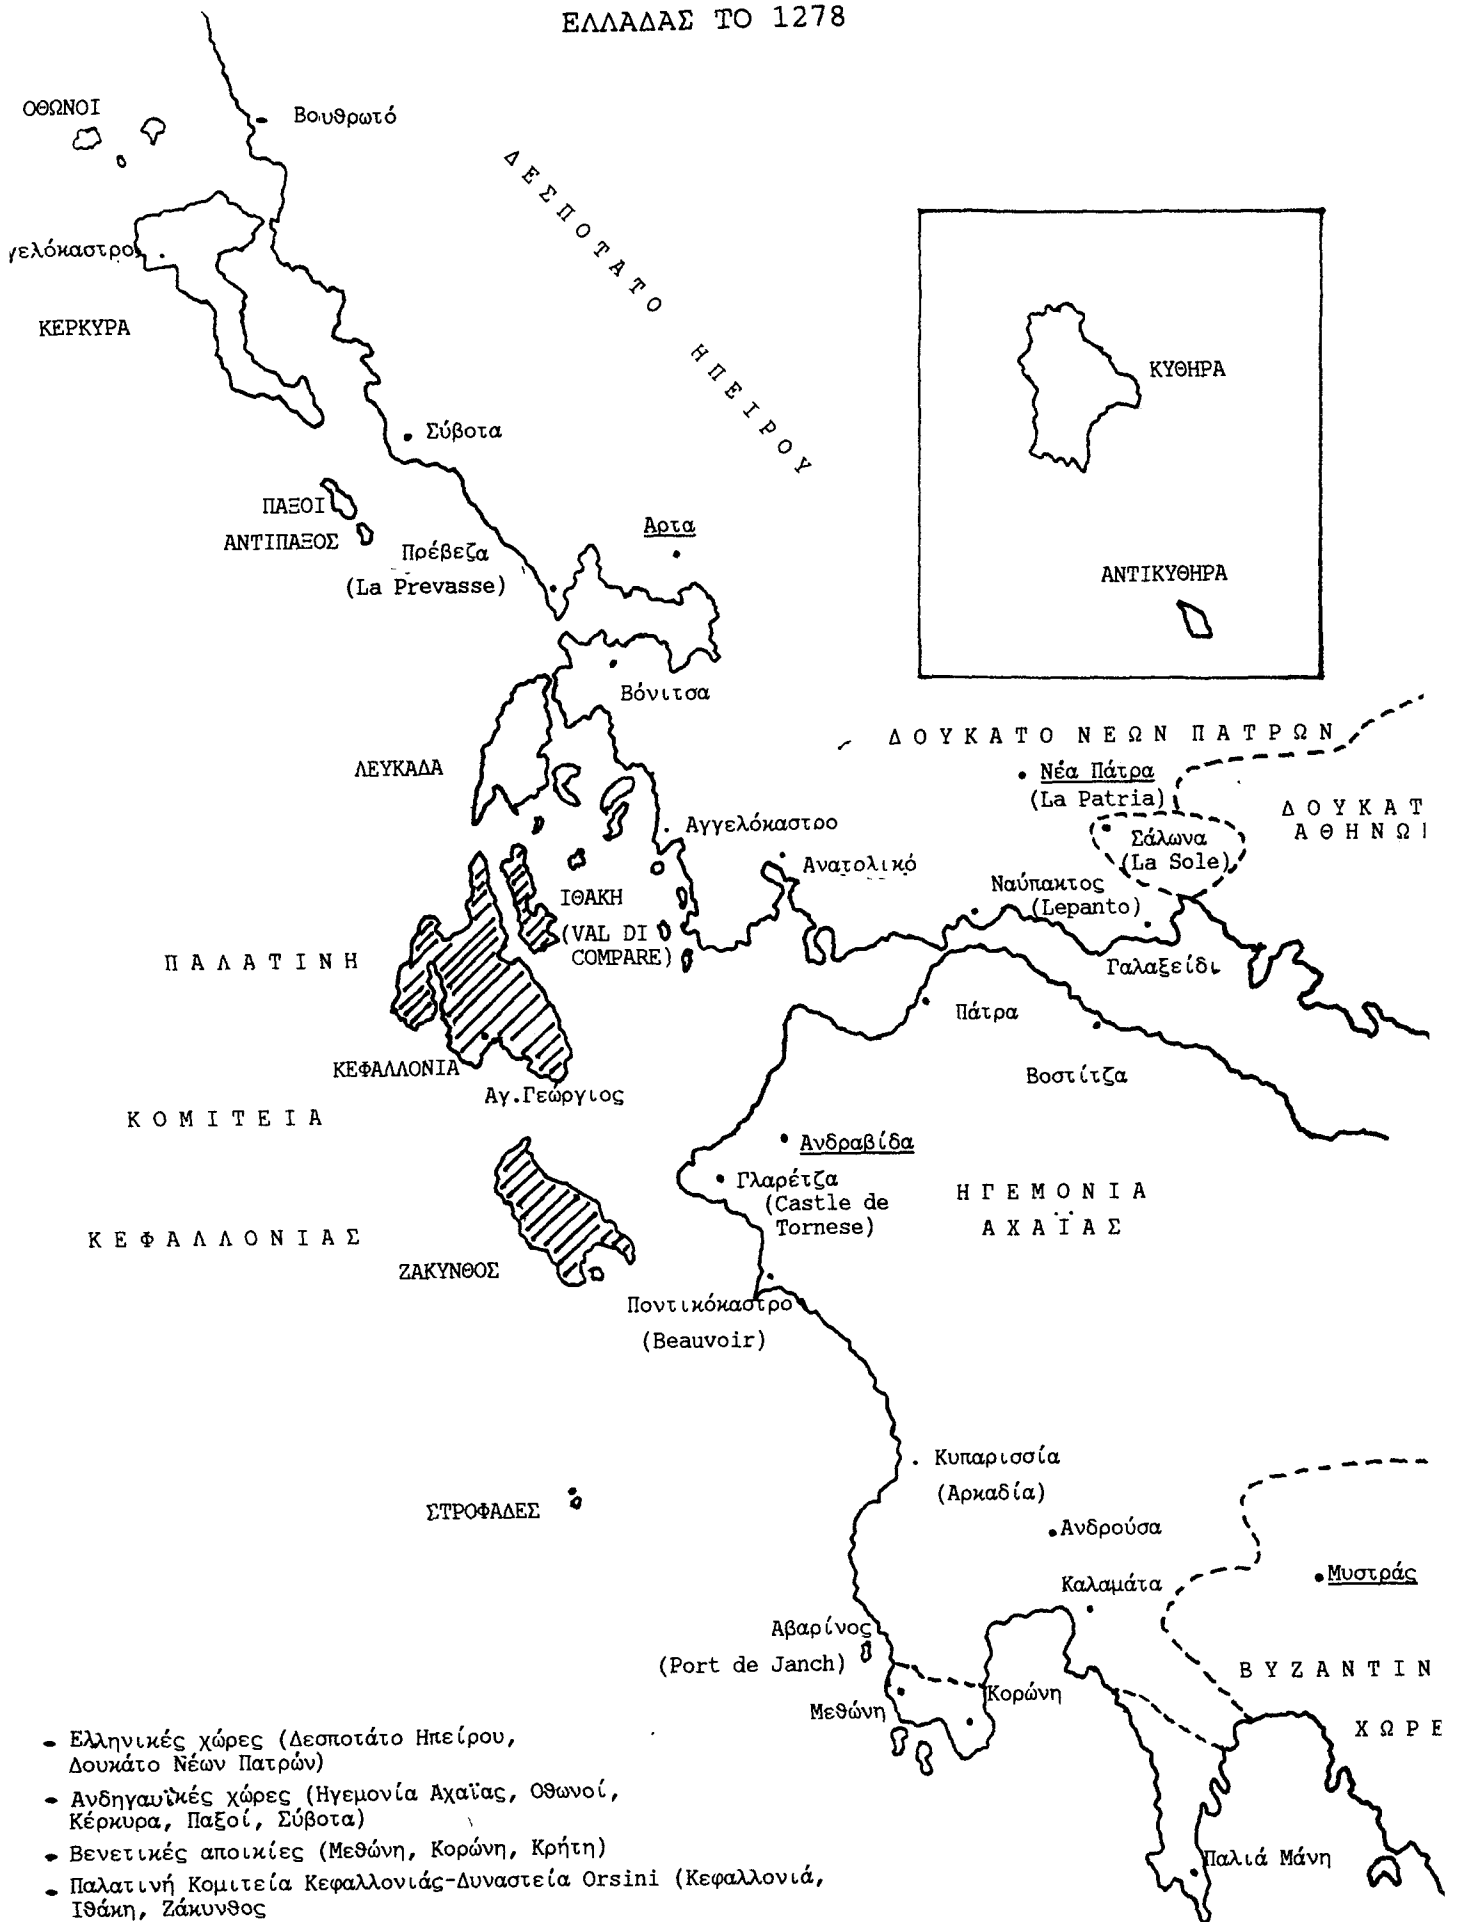 ΕΛΛΑΔΑΣ ΤΟ 1278
ΟΘΩΝΟΙ
Βουθρωτό
ΔΕΣΠΟΤΑΤΟ ΗΠΕΙΡΟΥ
γελόκαστρο
ΚΕΡΚΥΡΑ
ΚΥΘΗΡΑ
Σύβοτα
ΠΑΞΟΙ
ΑΝΤΙΠΑΞΟΣ
Αρτα
Πρέβεζα
(La Prevasse)
ΑΝΤΙΚΥΘΗΡΑ
Βόνιτσα
ΔΟΥΚΑΤΟ ΝΕΩΝ ΠΑΤΡΩΝ
ΛΕΥΚΑΔΑ
Νέα Πάτρα
(La Patria)
ΔΟΥΚΑΤ
ΑΘΗΝΩ
Αγγελόκαστρο
Σάλωνα
(La Sole)
Ανατολικό
Ναύπακτος
(Lepanto)
ΙΘΑΚΗ
(VAL DI
COMPARE)
ΠΑΛΑΤΙΝΗ
Γαλαξείδι
Πάτρα
ΚΕΦΑΛΛΟΝΙΑ
Βοστίτζα
Αγ.Γεώργιος
ΚΟΜΙΤΕΙΑ
Ανδραβίδα
Γλαρέτζα
(Castle de
Tornese)
ΗΓΕΜΟΝΙΑ
ΑΧΑΪΑΣ
ΚΕΦΑΛΛΟΝΙΑΣ
ΖΑΚΥΝΘΟΣ
Ποντικόκαστρο
(Beauvoir)
Κυπαρισσία
(Αρκαδία)
ΣΤΡΟΦΑΔΕΣ
Ανδρούσα
Μυστράς
Καλαμάτα
Αβαρίνος
(Port de Janch)
ΒΥΖΑΝΤΙΝ
Κορώνη
Μεθώνη
ΧΩΡΕ
Παλιά Μάνη
- Ελληνικές χώρες (Δεσποτάτο Ηπείρου,
Δουκάτο Νέων Πατρών)
- Ανδηγαυϊκές χώρες (Ηγεμονία Αχαϊας, Οθωνοί,
Κέρκυρα, Παξοί, Σύβοτα)
- Βενετικές αποικίες (Μεθώνη, Κορώνη, Κρήτη)
- Παλατινή Κομιτεία Κεφαλλονιάς-Δυναστεία Orsini (Κεφαλλονιά,
Ιθάκη, Ζάκυνθος